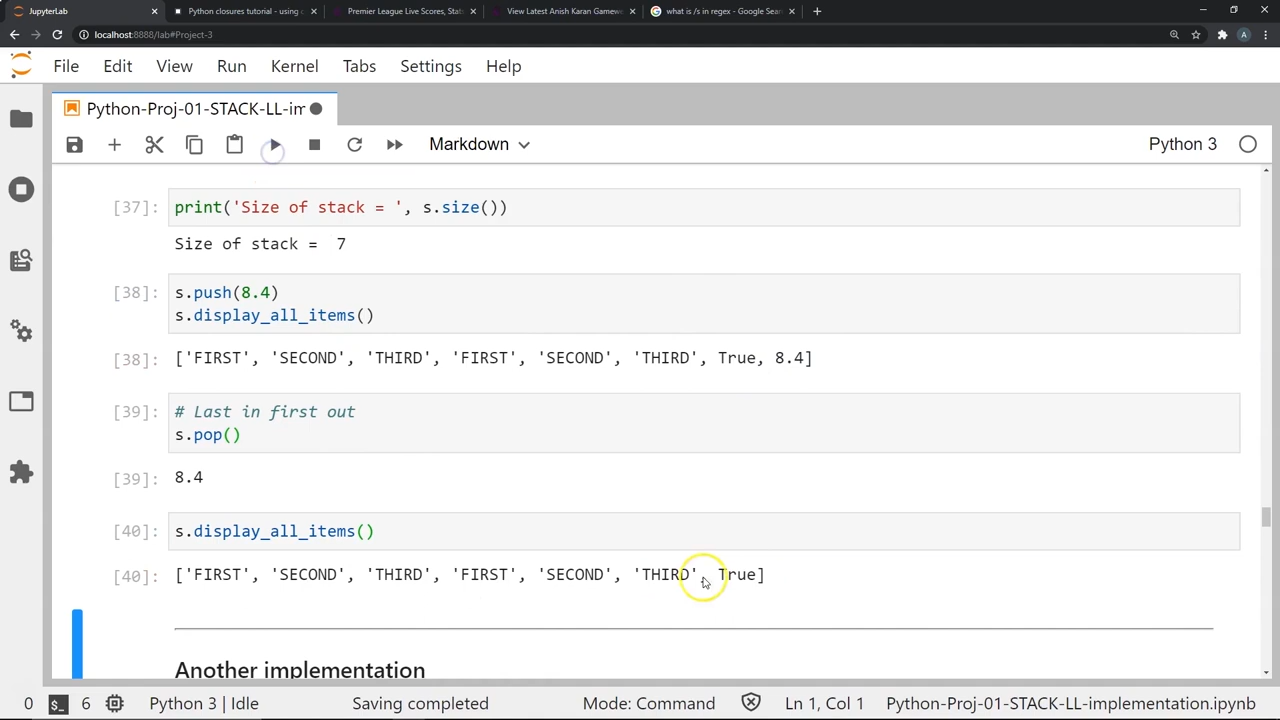 JupyterLab
Python closures tutorial - using c
Premier League Live Scores, Stat
View Latest Anish Karan Gamewe
what is /s in regex - Google Sear
localhost:8888/lab#Project-3
A
File Edit View Run Kernel Tabs Settings Help
Python-Proj-01-STACK-LL-im
Markdown
Python 3
[37]: print('Size of stack = ', s.size())
Size of stack =  7
[38]: s.push(8.4)
s.display_all_items()
[38]: ['FIRST', 'SECOND', 'THIRD', 'FIRST', 'SECOND', 'THIRD', True, 8.4]
[39]: # Last in first out
s.pop()
[39]: 8.4
[40]: s.display_all_items()
[40]: ['FIRST', 'SECOND', 'THIRD', 'FIRST', 'SECOND', 'THIRD', True]
Another implementation
0 $_ 6 Python 3 | Idle Saving completed Mode: Command Ln 1, Col 1 Python-Proj-01-STACK-LL-implementation.ipynb